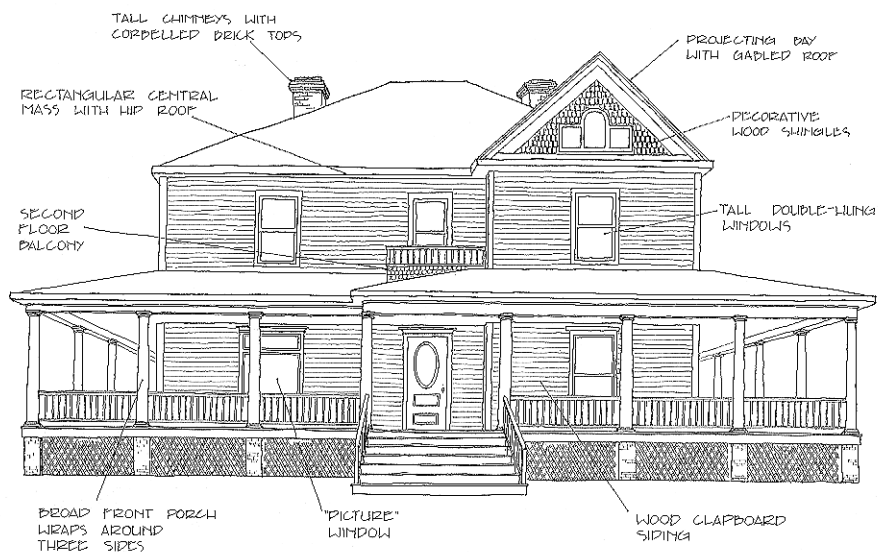 TALL CHIMNEYS WITH
CORBELLED BRICK TOPS
PROJECTING BAY
WITH GABLED ROOF
RECTANGULAR CENTRAL
MASS WITH HIP ROOF
DECORATIVE
WOOD SHINGLES
SECOND
FLOOR
BALCONY
TALL DOUBLE-HUNG
WINDOWS
BROAD FRONT PORCH
WRAPS AROUND
THREE SIDES
"PICTURE"
WINDOW
WOOD CLAPBOARD
SIDING